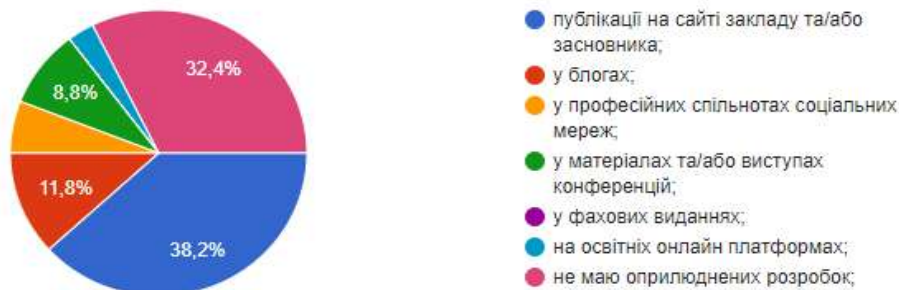 32,4%
8,8%
11,8%
38,2%
публікації на сайті закладу та/або
засновника;
у блогах;
у професійних спільнотах соціальних
мереж;
у матеріалах та/або виступах
конференцій;
у фахових виданнях;
на освітніх онлайн платформах;
не маю оприлюднених розробок;